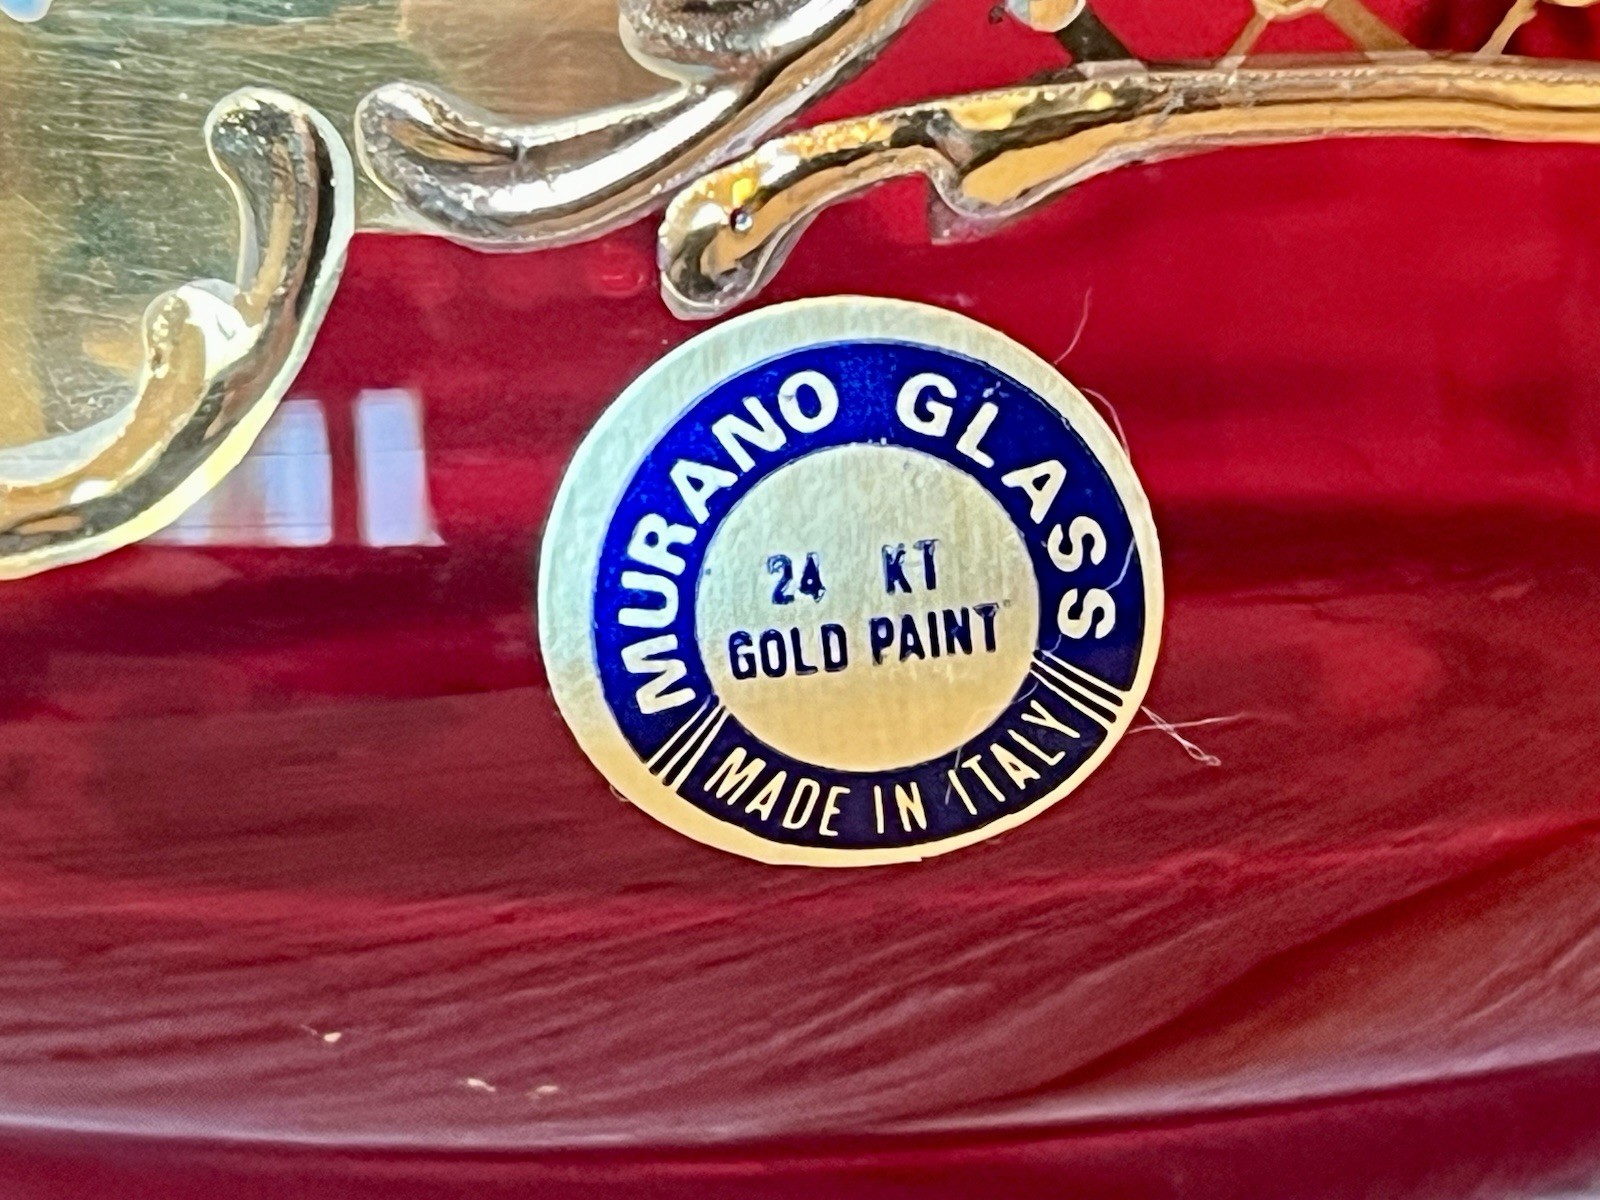 MURANO GLASS
24 KT
GOLD PAINT
MADE IN ITALY